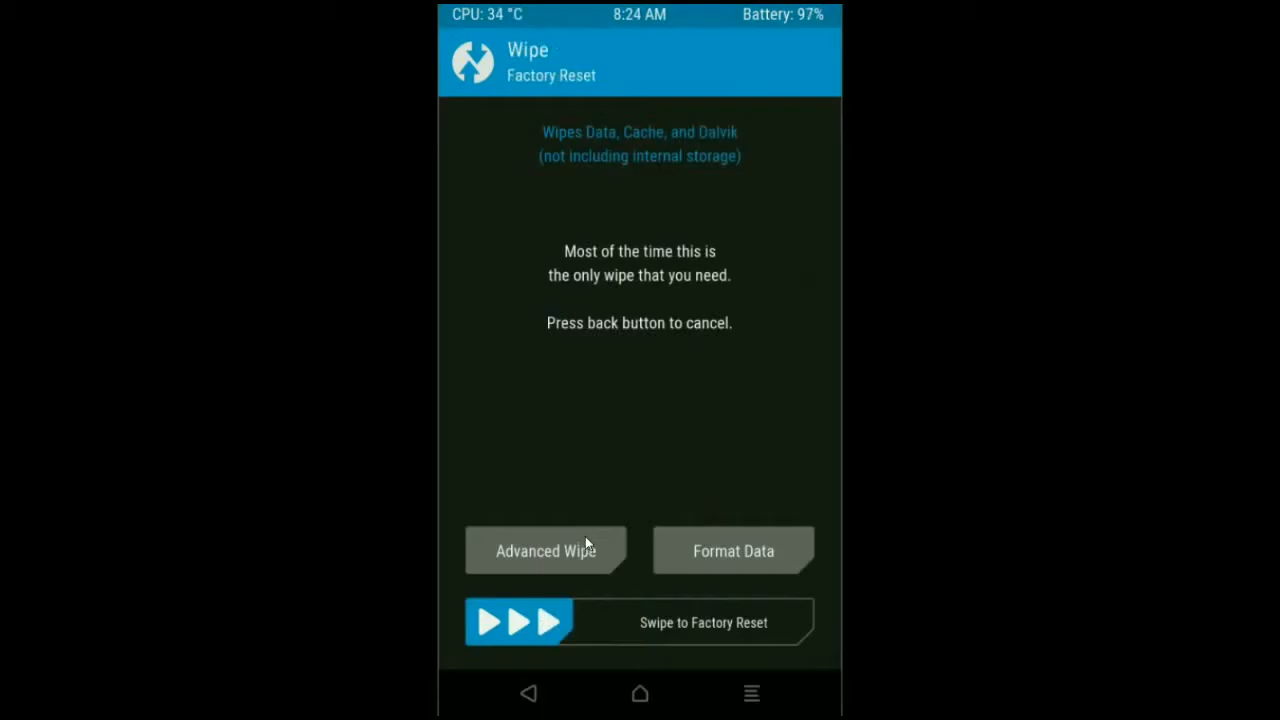 CPU: 34 °C 8:24 AM Battery: 97%
Wipe
Factory Reset
Wipes Data, Cache, and Dalvik
(not including internal storage)
Most of the time this is
the only wipe that you need.
Press back button to cancel.
Advanced Wipe Format Data
Swipe to Factory Reset